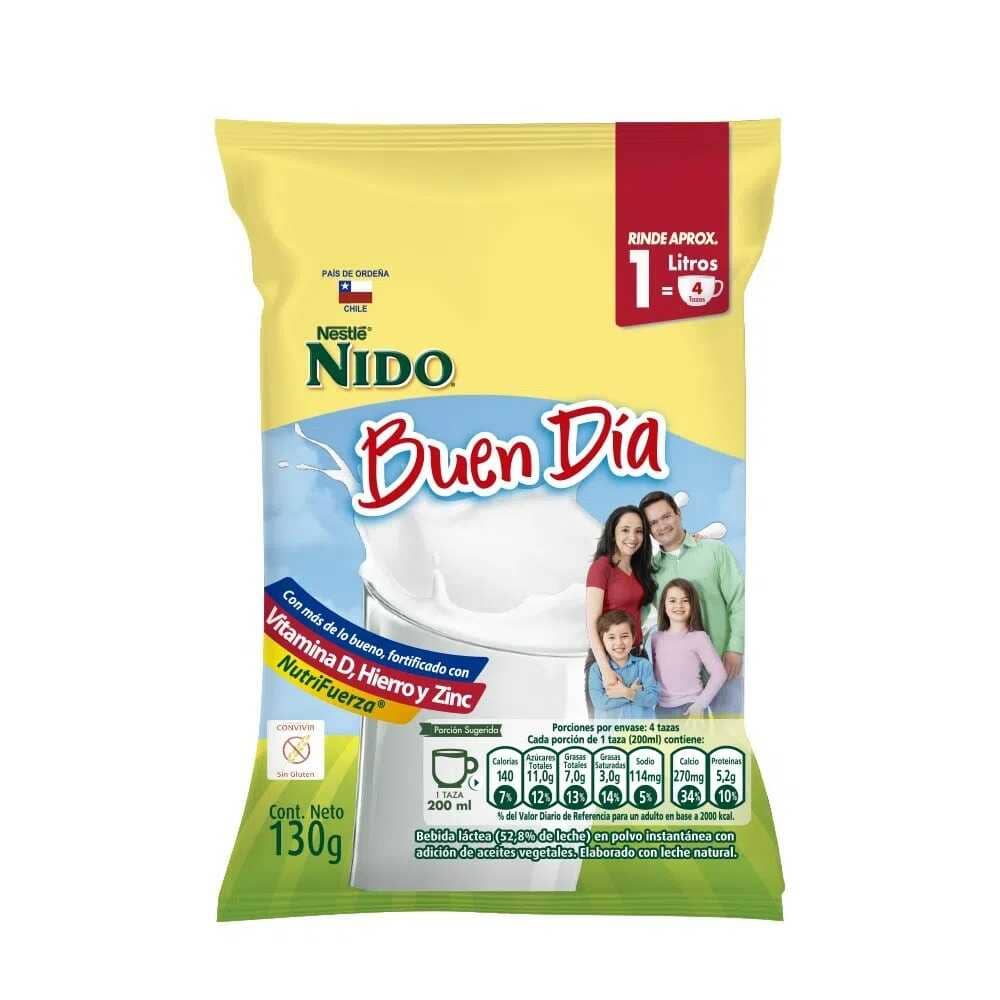 RINDE APROX.
1 Litros
= 4
Tazas
PAÍS DE ORDEÑA
CHILE
Nestlé®
NIDO®
Buen Día
Con más de lo bueno, fortificado con
Vitamina D, Hierro y Zinc
NutriFuerza®
CONVIVIR
Sin Gluten
Cont. Neto
130g
Porción Sugerida
1 TAZA
200 ml
Porciones por envase: 4 tazas
Cada porción de 1 taza (200ml) contiene:
Calorías Azúcares Totales Grasas Totales Grasas Saturadas Sodio Calcio Proteínas
140 11,0g 7,0g 3,0g 114mg 270mg 5,2g
7% 12% 13% 14% 5% 34% 10%
% del Valor Diario de Referencia para un adulto en base a 2000 kcal.
Bebida láctea (52,8% de leche) en polvo instantánea con
adición de aceites vegetales. Elaborado con leche natural.